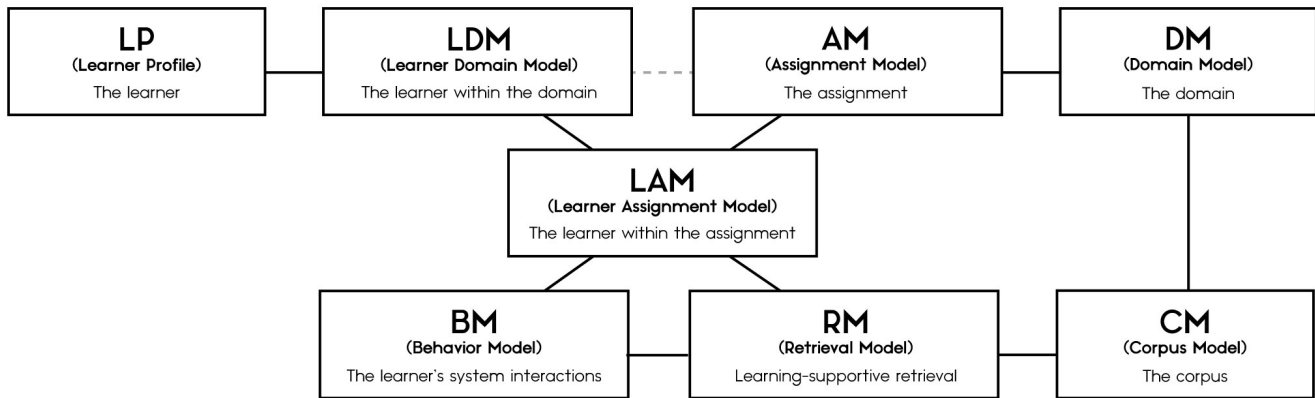 LP
(Learner Profile)
The learner
LDM
(Learner Domain Model)
The learner within the domain
AM
(Assignment Model)
The assignment
DM
(Domain Model)
The domain
LAM
(Learner Assignment Model)
The learner within the assignment
BM
(Behavior Model)
The learner's system interactions
RM
(Retrieval Model)
Learning-supportive retrieval
CM
(Corpus Model)
The corpus